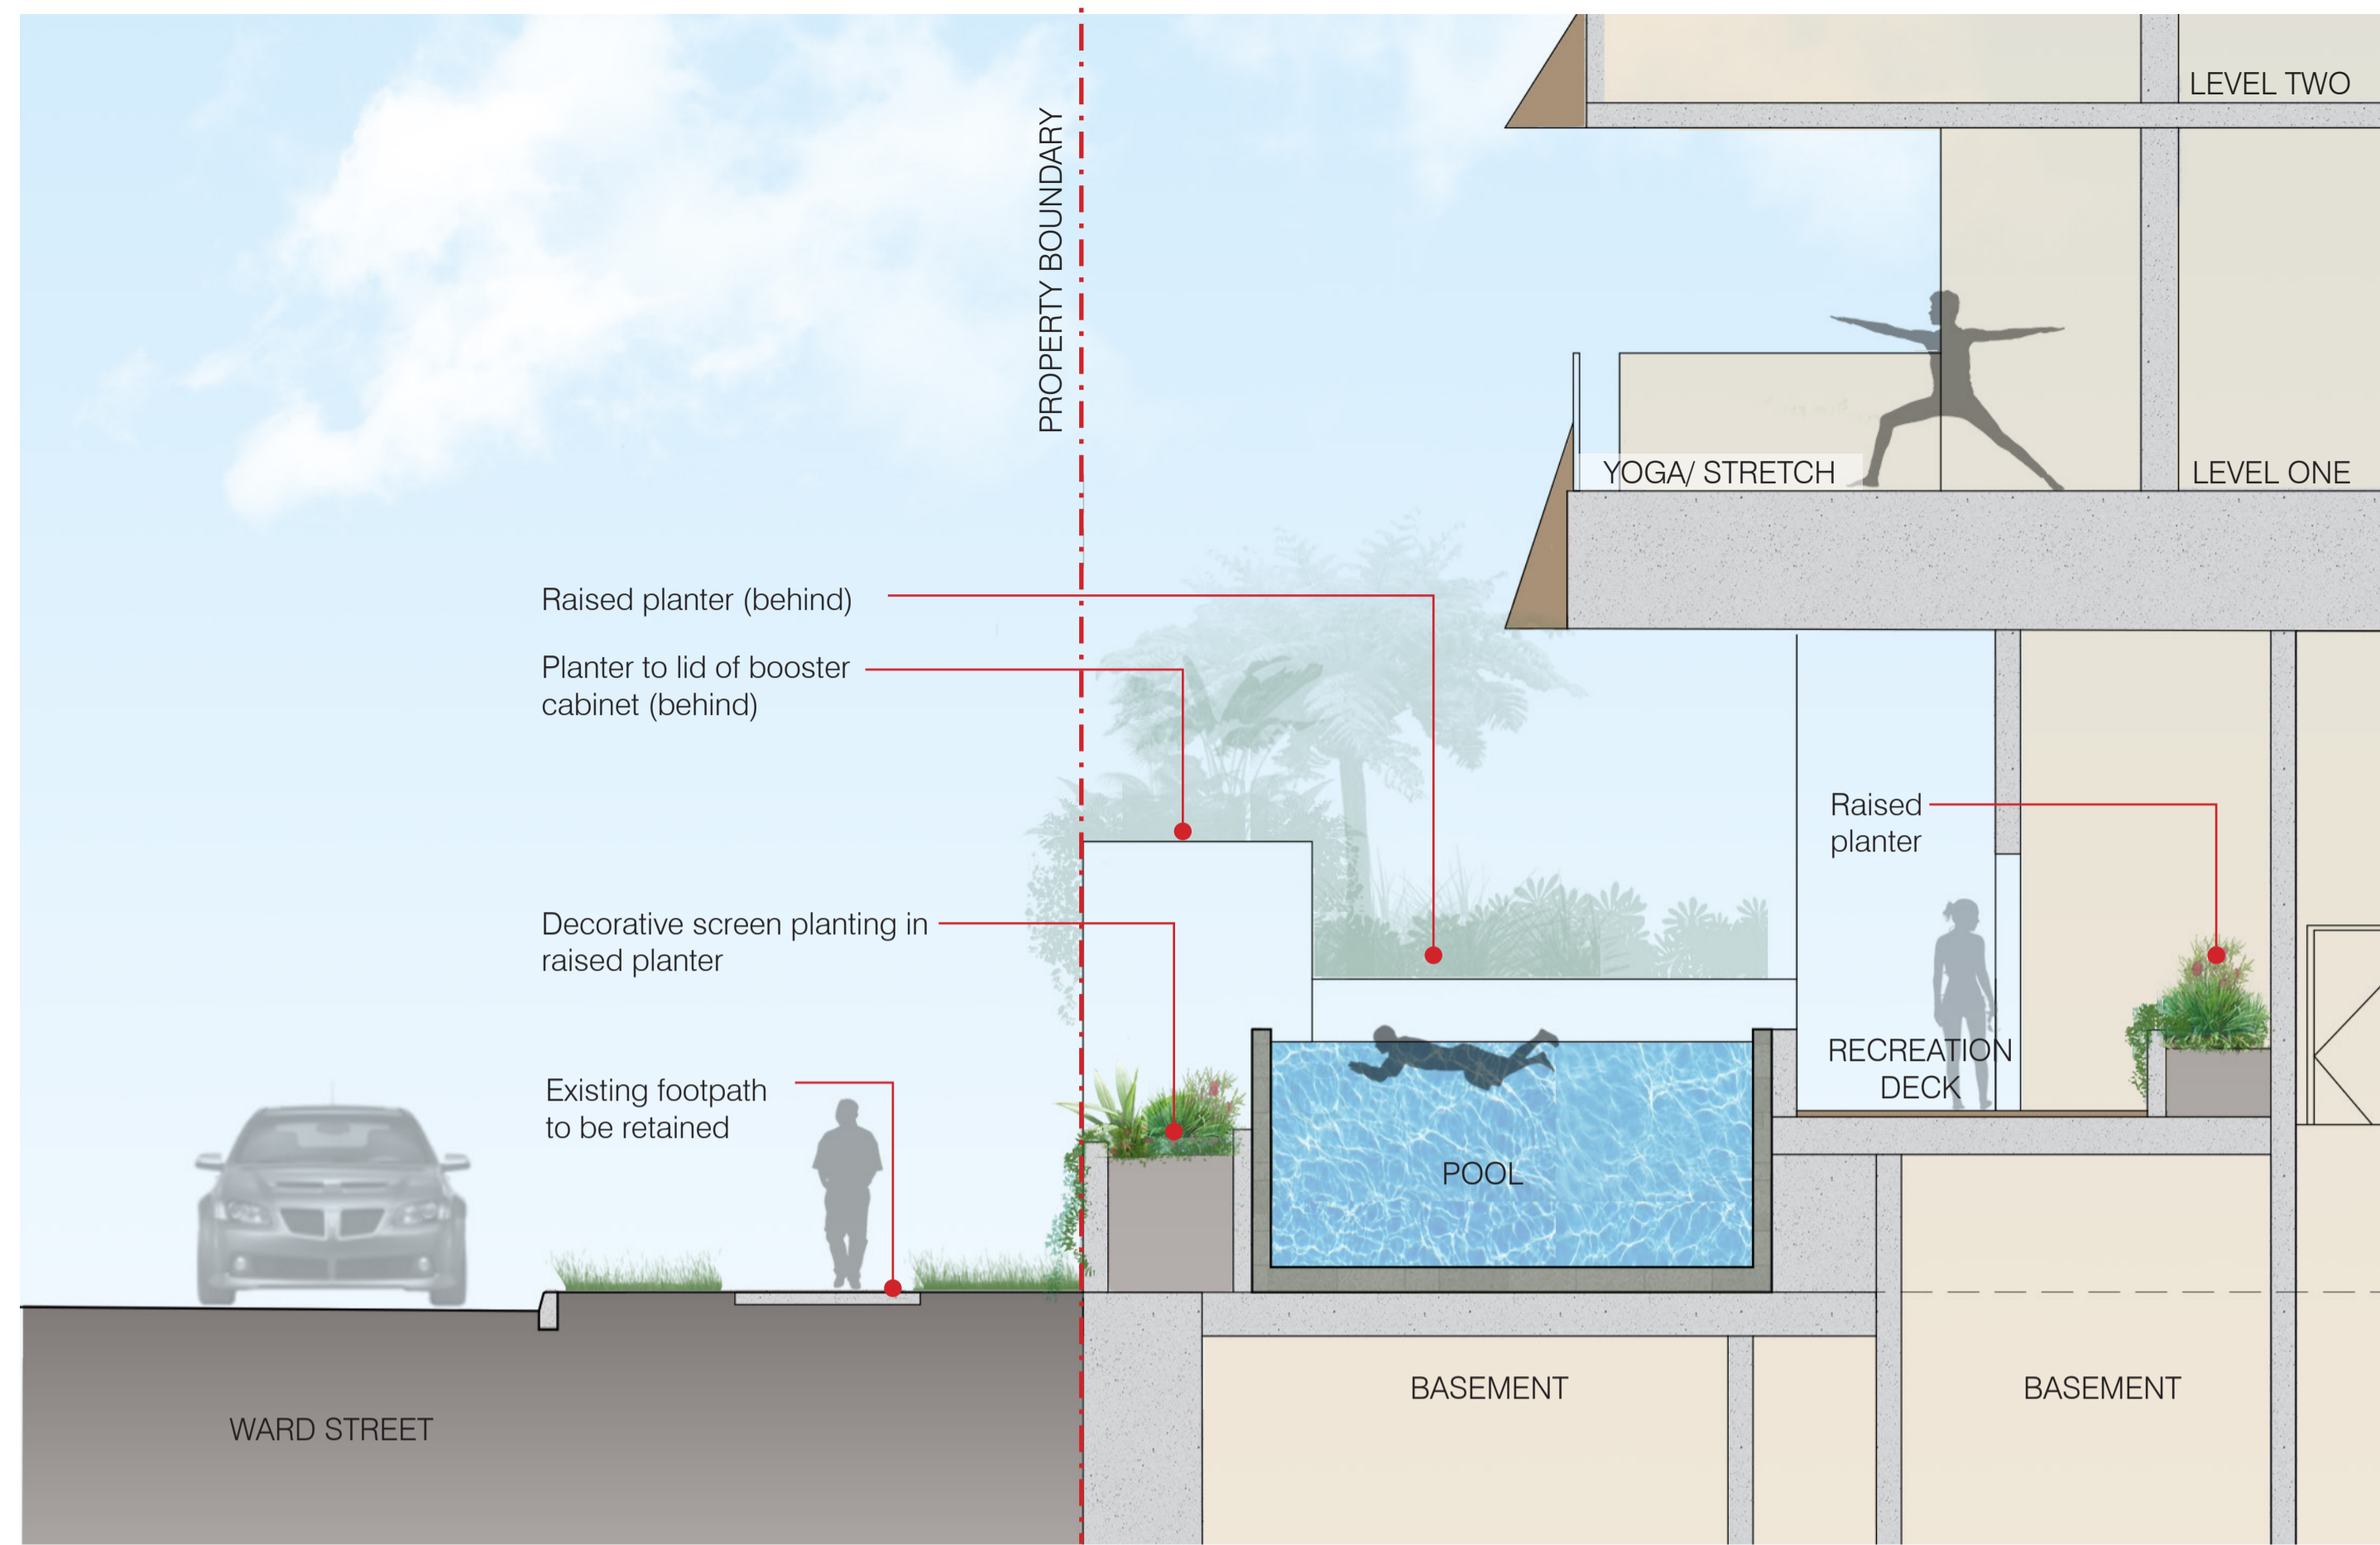 LEVEL TWO
PROPERTY BOUNDARY
YOGA/ STRETCH
LEVEL ONE
Raised planter (behind)
Planter to lid of booster
cabinet (behind)
Raised
planter
Decorative screen planting in
raised planter
RECREATION
DECK
Existing footpath
to be retained
POOL
BASEMENT
BASEMENT
WARD STREET